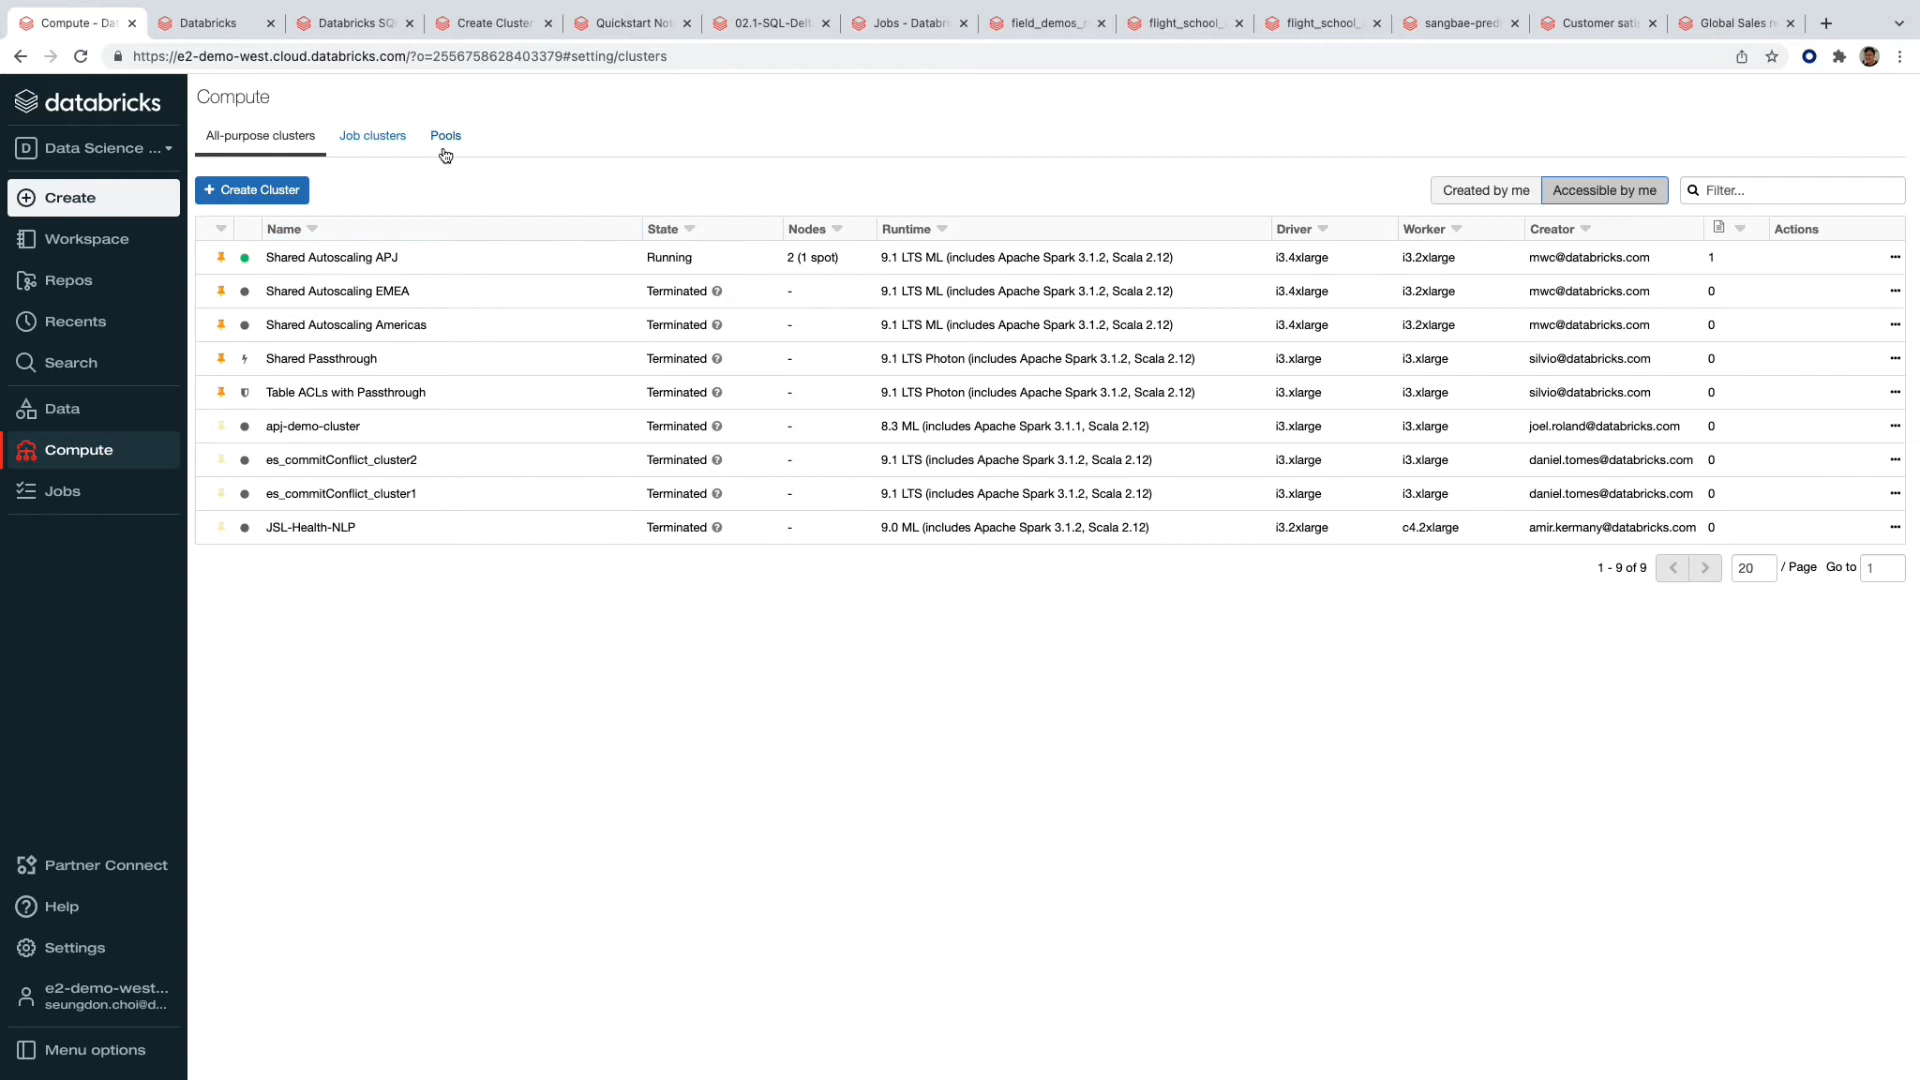 Compute - Dat
Databricks
Databricks SQ
Create Cluster
Quickstart No
02.1-SQL-Delt
Jobs - Databri
field_demos_
flight_school_
flight_school_
sangbae-pred
Customer sati
Global Sales r
https://e2-demo-west.cloud.databricks.com/?o=2556758628403379#setting/clusters
databricks
D Data Science ...
Create
Workspace
Repos
Recents
Search
Data
Compute
Jobs
Partner Connect
Help
Settings
e2-demo-west...
seungdon.choi@d...
Menu options
Compute
All-purpose clusters Job clusters Pools
+ Create Cluster Created by me Accessible by me Filter...
Name State Nodes Runtime Driver Worker Creator Actions
Shared Autoscaling APJ Running 2 (1 spot) 9.1 LTS ML (includes Apache Spark 3.1.2, Scala 2.12) i3.4xlarge i3.2xlarge mwc@databricks.com 1 •••
Shared Autoscaling EMEA Terminated - 9.1 LTS ML (includes Apache Spark 3.1.2, Scala 2.12) i3.4xlarge i3.2xlarge mwc@databricks.com 0 •••
Shared Autoscaling Americas Terminated - 9.1 LTS ML (includes Apache Spark 3.1.2, Scala 2.12) i3.4xlarge i3.2xlarge mwc@databricks.com 0 •••
Shared Passthrough Terminated - 9.1 LTS Photon (includes Apache Spark 3.1.2, Scala 2.12) i3.xlarge i3.xlarge silvio@databricks.com 0 •••
Table ACLs with Passthrough Terminated - 9.1 LTS Photon (includes Apache Spark 3.1.2, Scala 2.12) i3.xlarge i3.xlarge silvio@databricks.com 0 •••
apj-demo-cluster Terminated - 8.3 ML (includes Apache Spark 3.1.1, Scala 2.12) i3.xlarge i3.xlarge joel.roland@databricks.com 0 •••
es_commitConflict_cluster2 Terminated - 9.1 LTS (includes Apache Spark 3.1.2, Scala 2.12) i3.xlarge i3.xlarge daniel.tomes@databricks.com 0 •••
es_commitConflict_cluster1 Terminated - 9.1 LTS (includes Apache Spark 3.1.2, Scala 2.12) i3.xlarge i3.xlarge daniel.tomes@databricks.com 0 •••
JSL-Health-NLP Terminated - 9.0 ML (includes Apache Spark 3.1.2, Scala 2.12) i3.2xlarge c4.2xlarge amir.kermany@databricks.com 0 •••
1 - 9 of 9 20 / Page Go to 1